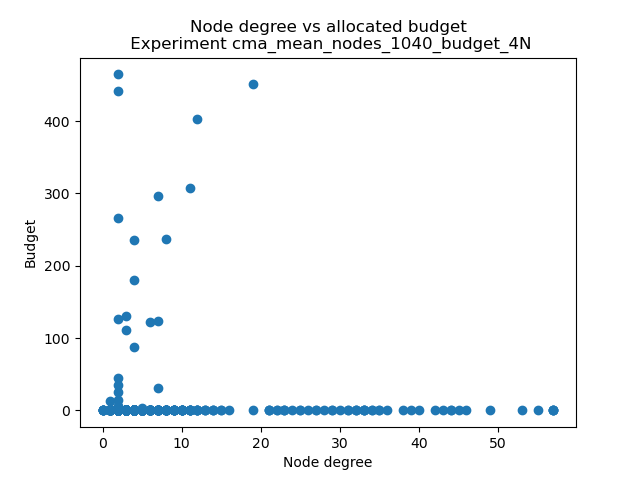 Node degree vs allocated budget
Experiment cma_mean_nodes_1040_budget_4N
400
300
200
100
0
Budget
0 10 20 30 40 50
Node degree